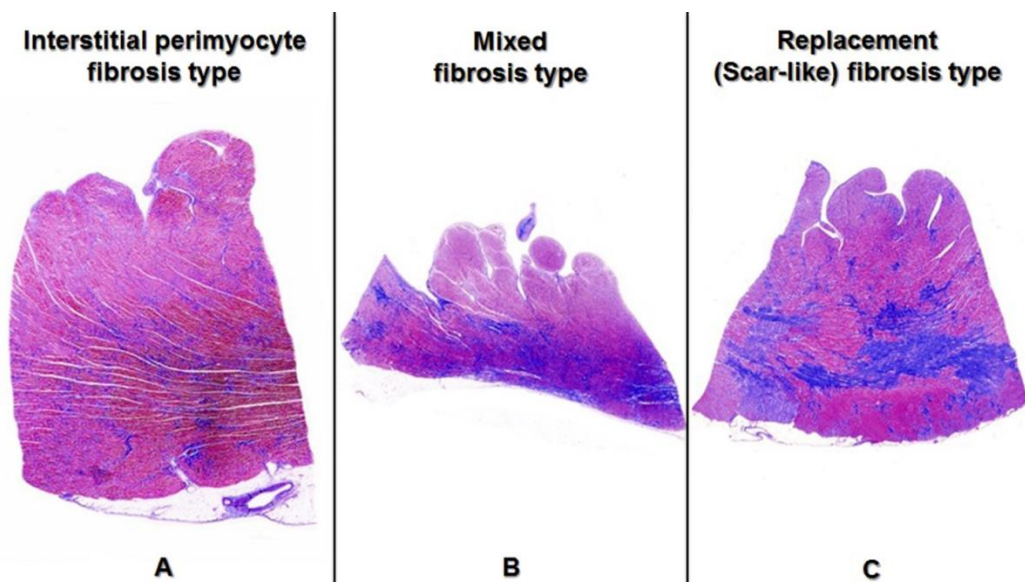 Interstitial perimyocyte
fibrosis type
Mixed
fibrosis type
Replacement
(Scar-like) fibrosis type
A
B
C